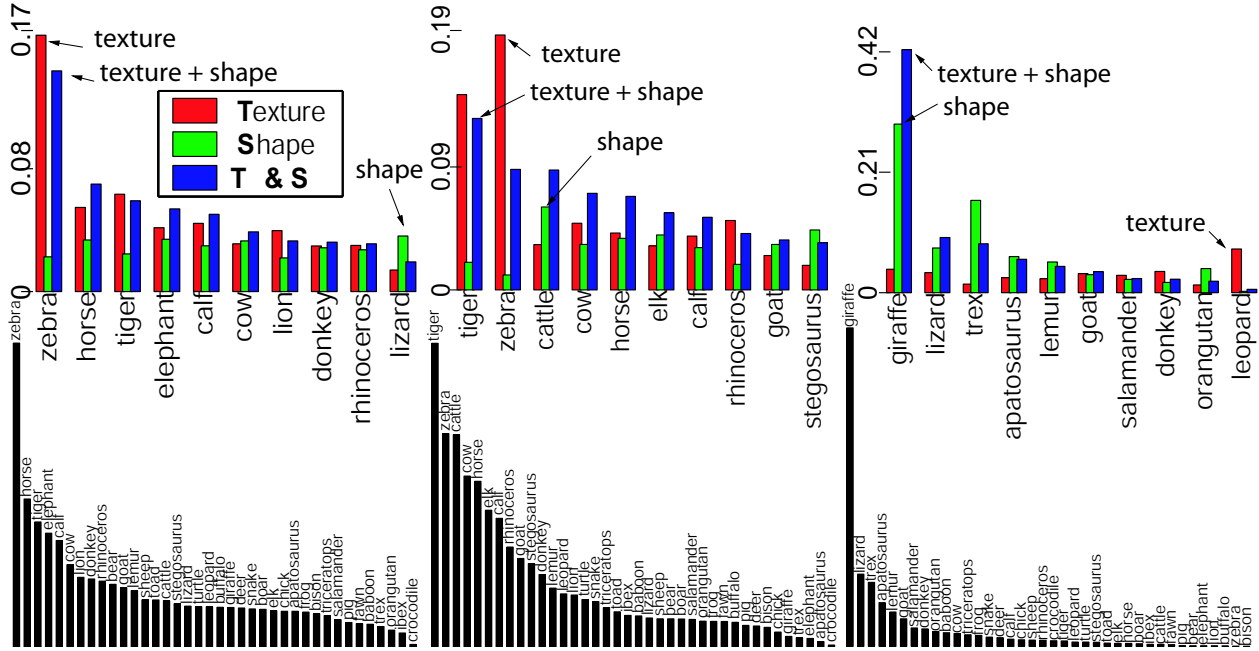 0.17
0.08
0
texture
texture + shape
Texture
Shape
T & S
shape
zebra
horse
tiger
elephant
calf
cow
lion
donkey
rhinoceros
lizard
zebra
horse
tiger
elephant
calf
cow
lion
donkey
rhinoceros
bear
goat
lemur
sheep
toad
cattle
stegosaurus
lizard
turtle
leopard
buffalo
giraffe
deer
snake
boar
elk
chick
apatosaurus
frog
bison
triceratops
salamander
pig
fawn
baboon
trex
orangutan
ibex
crocodile
0.19
0.09
0
texture
texture + shape
shape
tiger
zebra
cattle
cow
horse
elk
calf
rhinoceros
goat
stegosaurus
tiger
zebra
cattle
cow
horse
elk
calf
rhinoceros
goat
stegosaurus
donkey
lemur
leopard
lion
turtle
snake
triceratops
toad
ibex
baboon
lizard
sheep
bear
boar
salamander
orangutan
frog
fawn
buffalo
pig
deer
bison
chick
giraffe
trex
elephant
apatosaurus
crocodile
0.42
0.21
0
texture + shape
shape
texture
giraffe
lizard
trex
apatosaurus
lemur
goat
salamander
donkey
orangutan
leopard
giraffe
lizard
trex
apatosaurus
lemur
goat
salamander
donkey
orangutan
baboon
cow
triceratops
frog
snake
deer
calf
chick
sheep
rhinoceros
crocodile
tiger
leopard
turtle
stegosaurus
toad
elk
horse
boar
ibex
cattle
fawn
pig
bear
elephant
lion
buffalo
zebra
bison